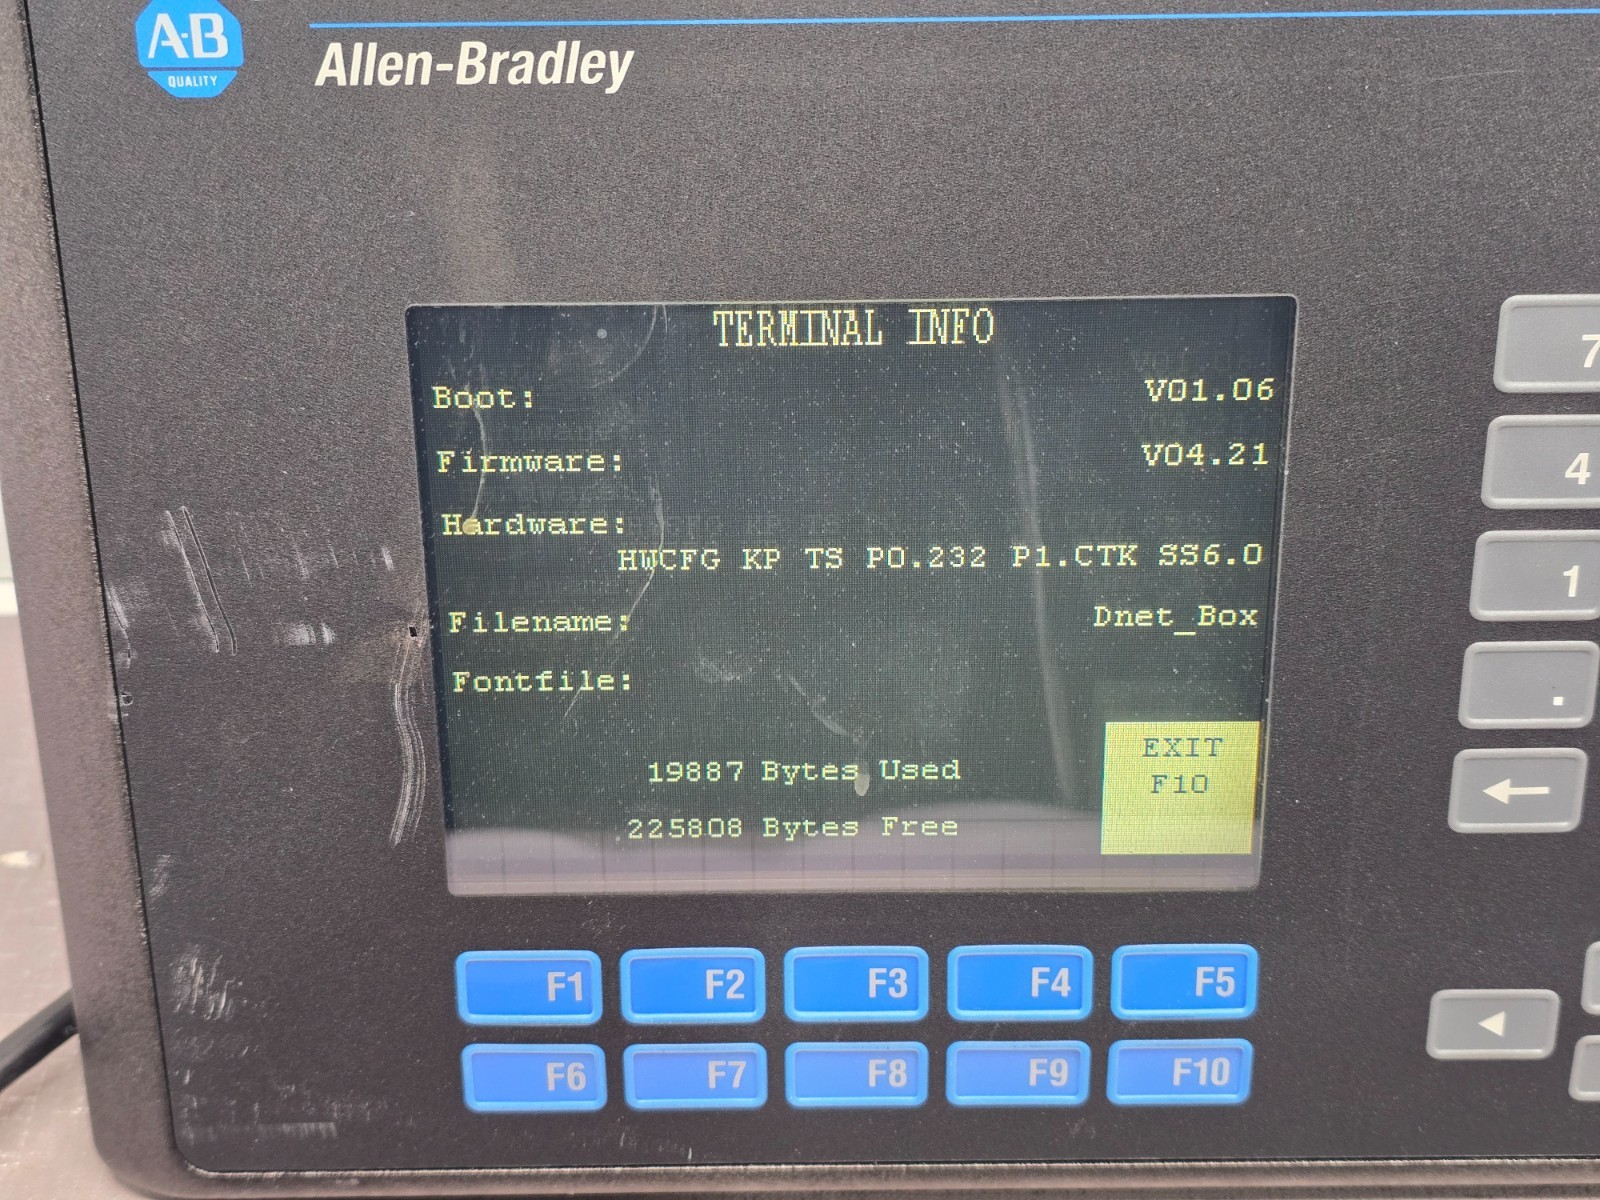 A-B
QUALITY
Allen-Bradley
TERMINAL INFO
Boot: V01.06
Firmware: V04.21
Hardware:
HWCFG KP TS P0.232 P1.CTK SS6.0
Filename: Dnet_Box
Fontfile:
19887 Bytes Used
225808 Bytes Free
EXIT
F10
7
4
1
.
F1 F2 F3 F4 F5
F6 F7 F8 F9 F10